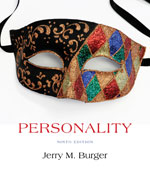 PERSONALITY
NINTH EDITION
Jerry M. Burger